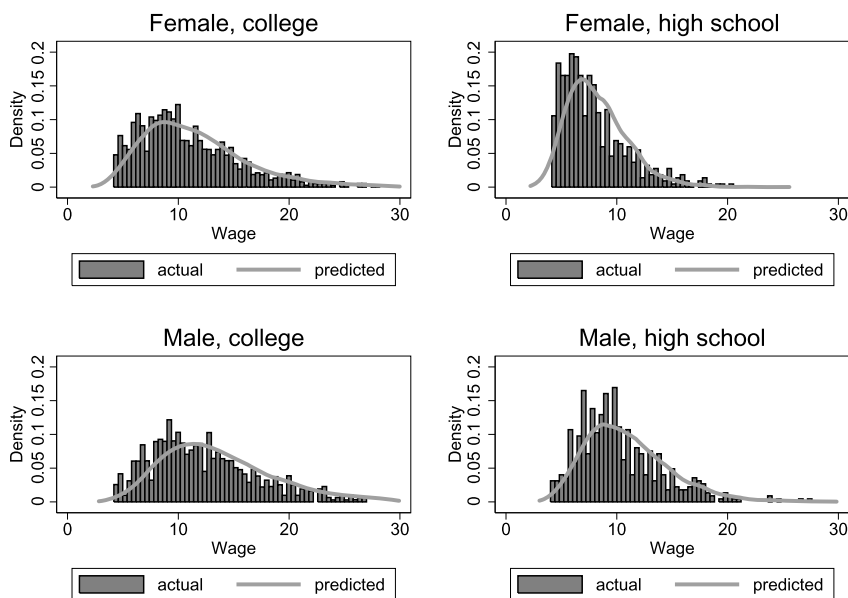 Female, college
Density
0 0.05 0.1 0.15 0.2
0 10 20 30
Wage
actual predicted
Female, high school
Density
0 0.05 0.1 0.15 0.2
0 10 20 30
Wage
actual predicted
Male, college
Density
0 0.05 0.1 0.15 0.2
0 10 20 30
Wage
actual predicted
Male, high school
Density
0 0.05 0.1 0.15 0.2
0 10 20 30
Wage
actual predicted